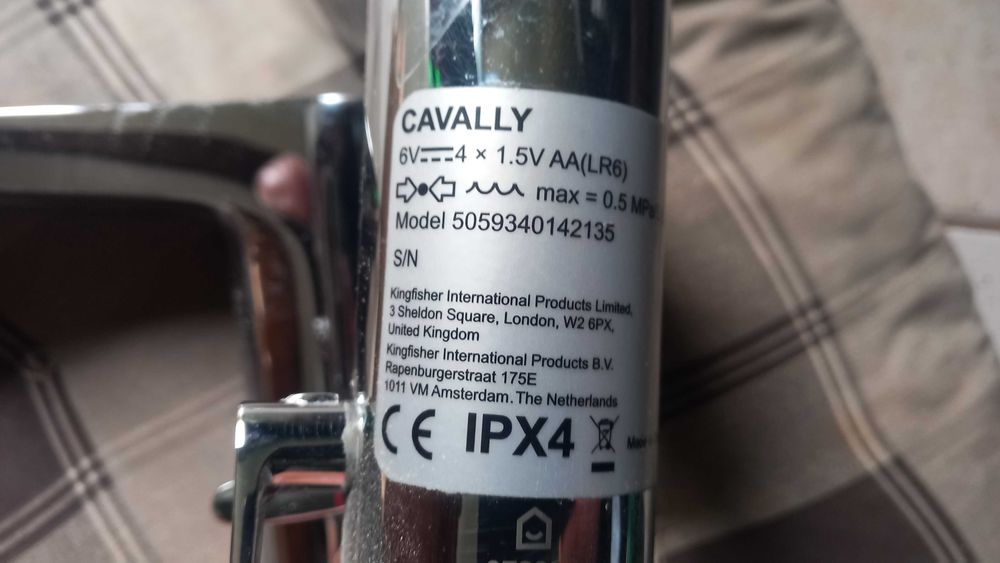 CAVALLY
6V 4 × 1.5V AA(LR6)
max = 0.5 MPa
Model 5059340142135
S/N
Kingfisher International Products Limited,
3 Sheldon Square, London, W2 6PX,
United Kingdom
Kingfisher International Products B.V.
Rapenburgerstraat 175E
1011 VM Amsterdam. The Netherlands
CE IPX4